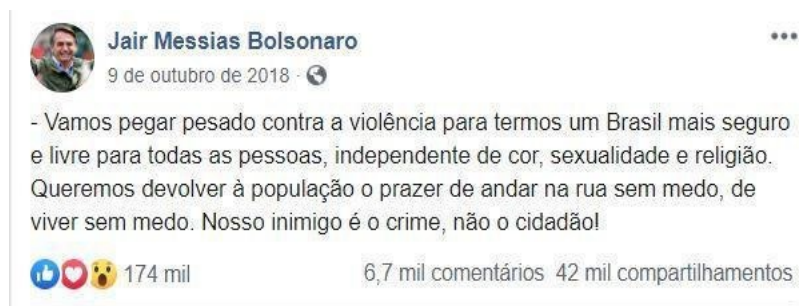 Jair Messias Bolsonaro
9 de outubro de 2018 ·
- Vamos pegar pesado contra a violência para termos um Brasil mais seguro
e livre para todas as pessoas, independente de cor, sexualidade e religião.
Queremos devolver à população o prazer de andar na rua sem medo, de
viver sem medo. Nosso inimigo é o crime, não o cidadão!
174 mil 6,7 mil comentários 42 mil compartilhamentos